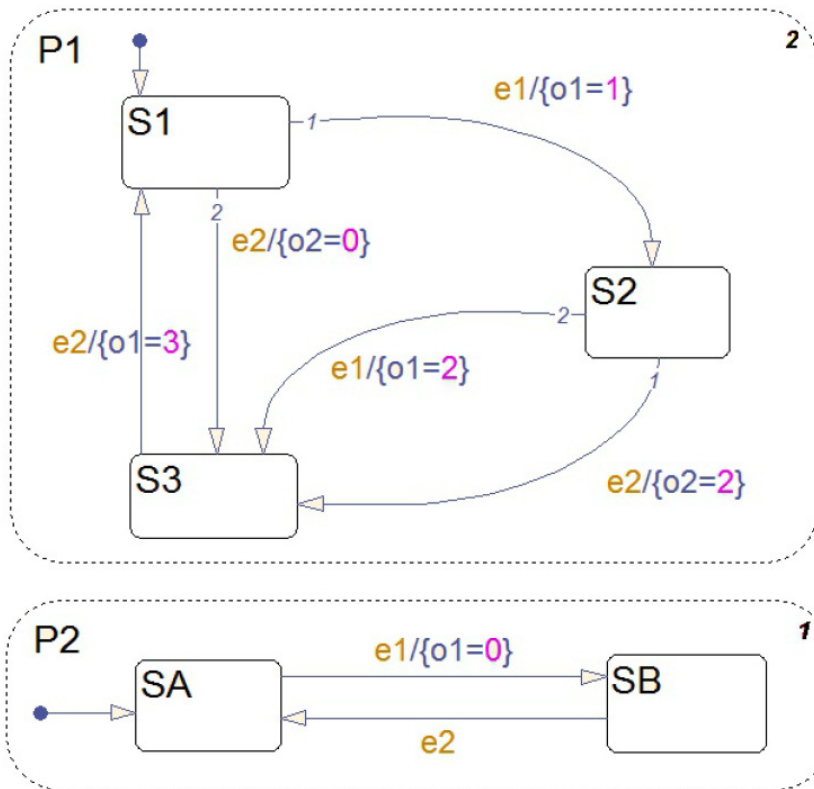 P1
2
S1
1
e1/{o1=1}
2
e2/{o2=0}
S2
2
e2/{o1=3}
e1/{o1=2}
1
S3
e2/{o2=2}
P2
1
SA
e1/{o1=0}
SB
e2